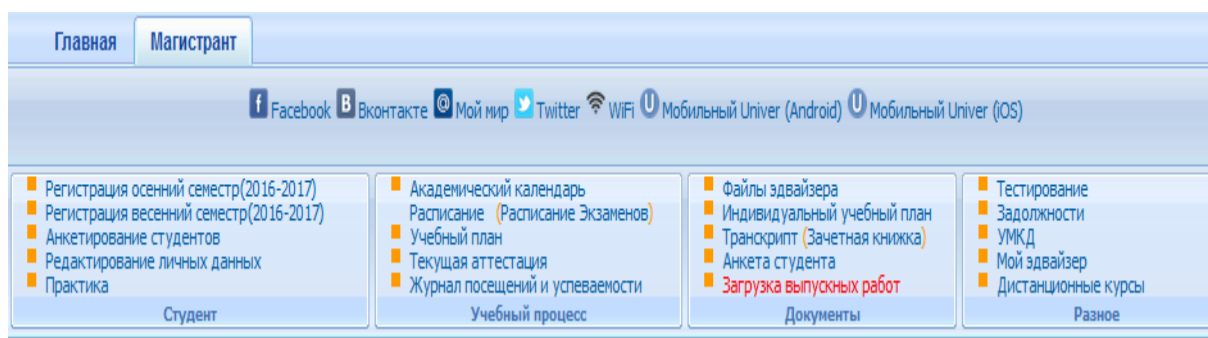 Главная Магистрант
Facebook Вконтакте Мой мир Twitter WiFi Мобильный Univer (Android) Мобильный Univer (iOS)
Регистрация осенний семестр(2016-2017)
Регистрация весенний семестр(2016-2017)
Анкетирование студентов
Редактирование личных данных
Практика
Студент
Академический календарь
Расписание (Расписание Экзаменов)
Учебный план
Текущая аттестация
Журнал посещений и успеваемости
Учебный процесс
Файлы эдвайзера
Индивидуальный учебный план
Транскрипт (Зачетная книжка)
Анкета студента
Загрузка выпускных работ
Документы
Тестирование
Задолжности
УМКД
Мой эдвайзер
Дистанционные курсы
Разное